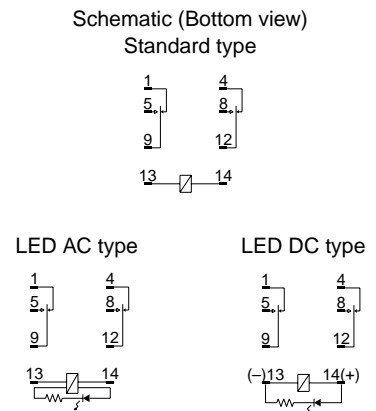 Schematic (Bottom view)
Standard type
1 4
5 8
9 12
13 14
LED AC type LED DC type
1 4 1 4
5 8 5 8
9 12 9 12
13 14 (−)13 14(+)